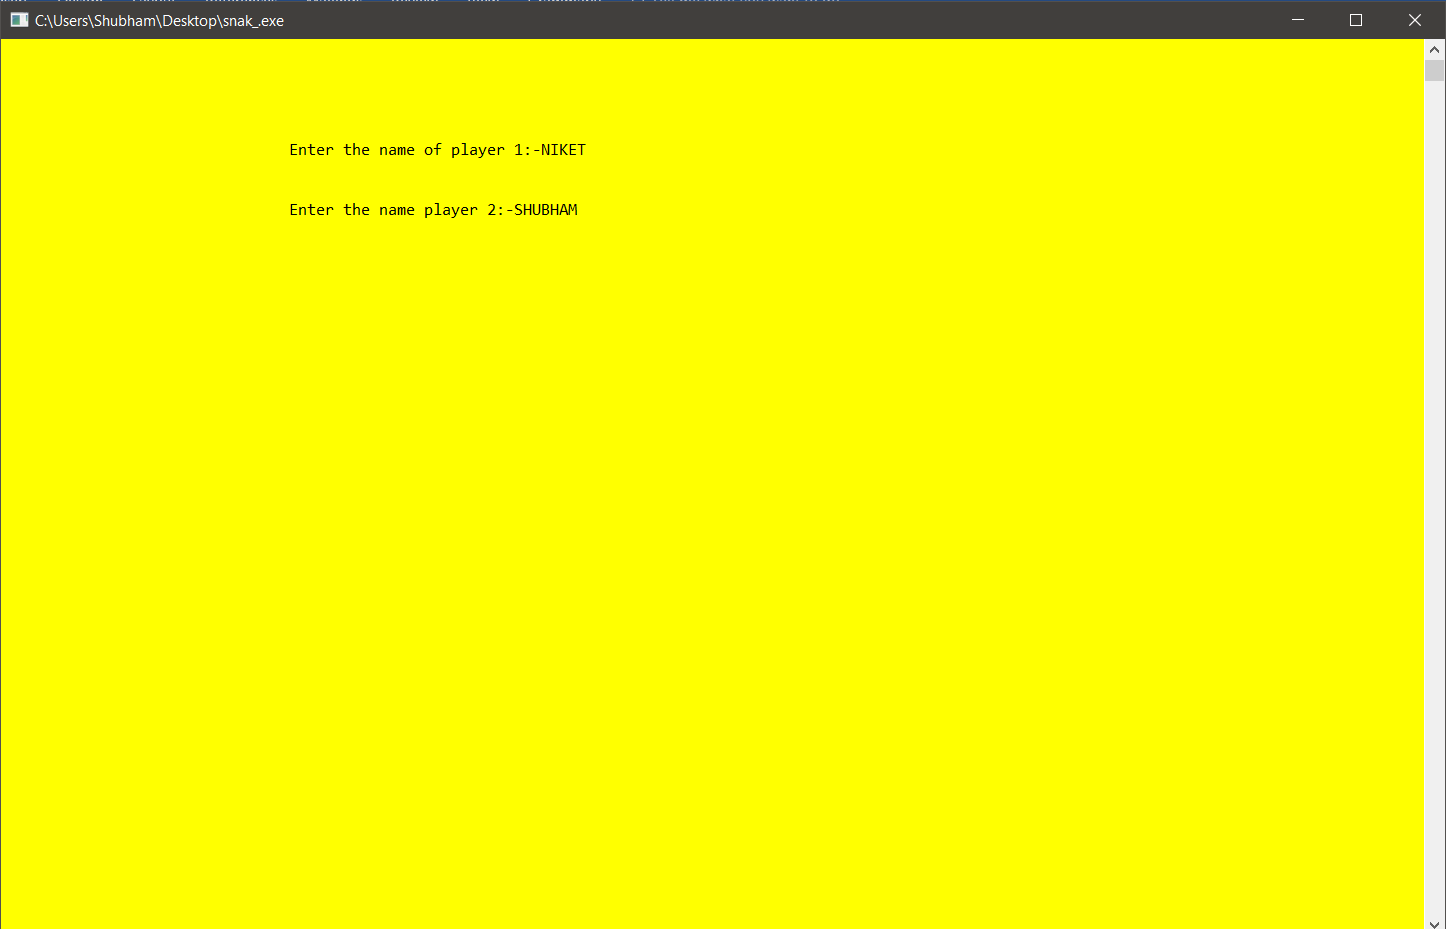 C:\Users\Shubham\Desktop\snak_.exe
Enter the name of player 1:-NIKET
Enter the name player 2:-SHUBHAM